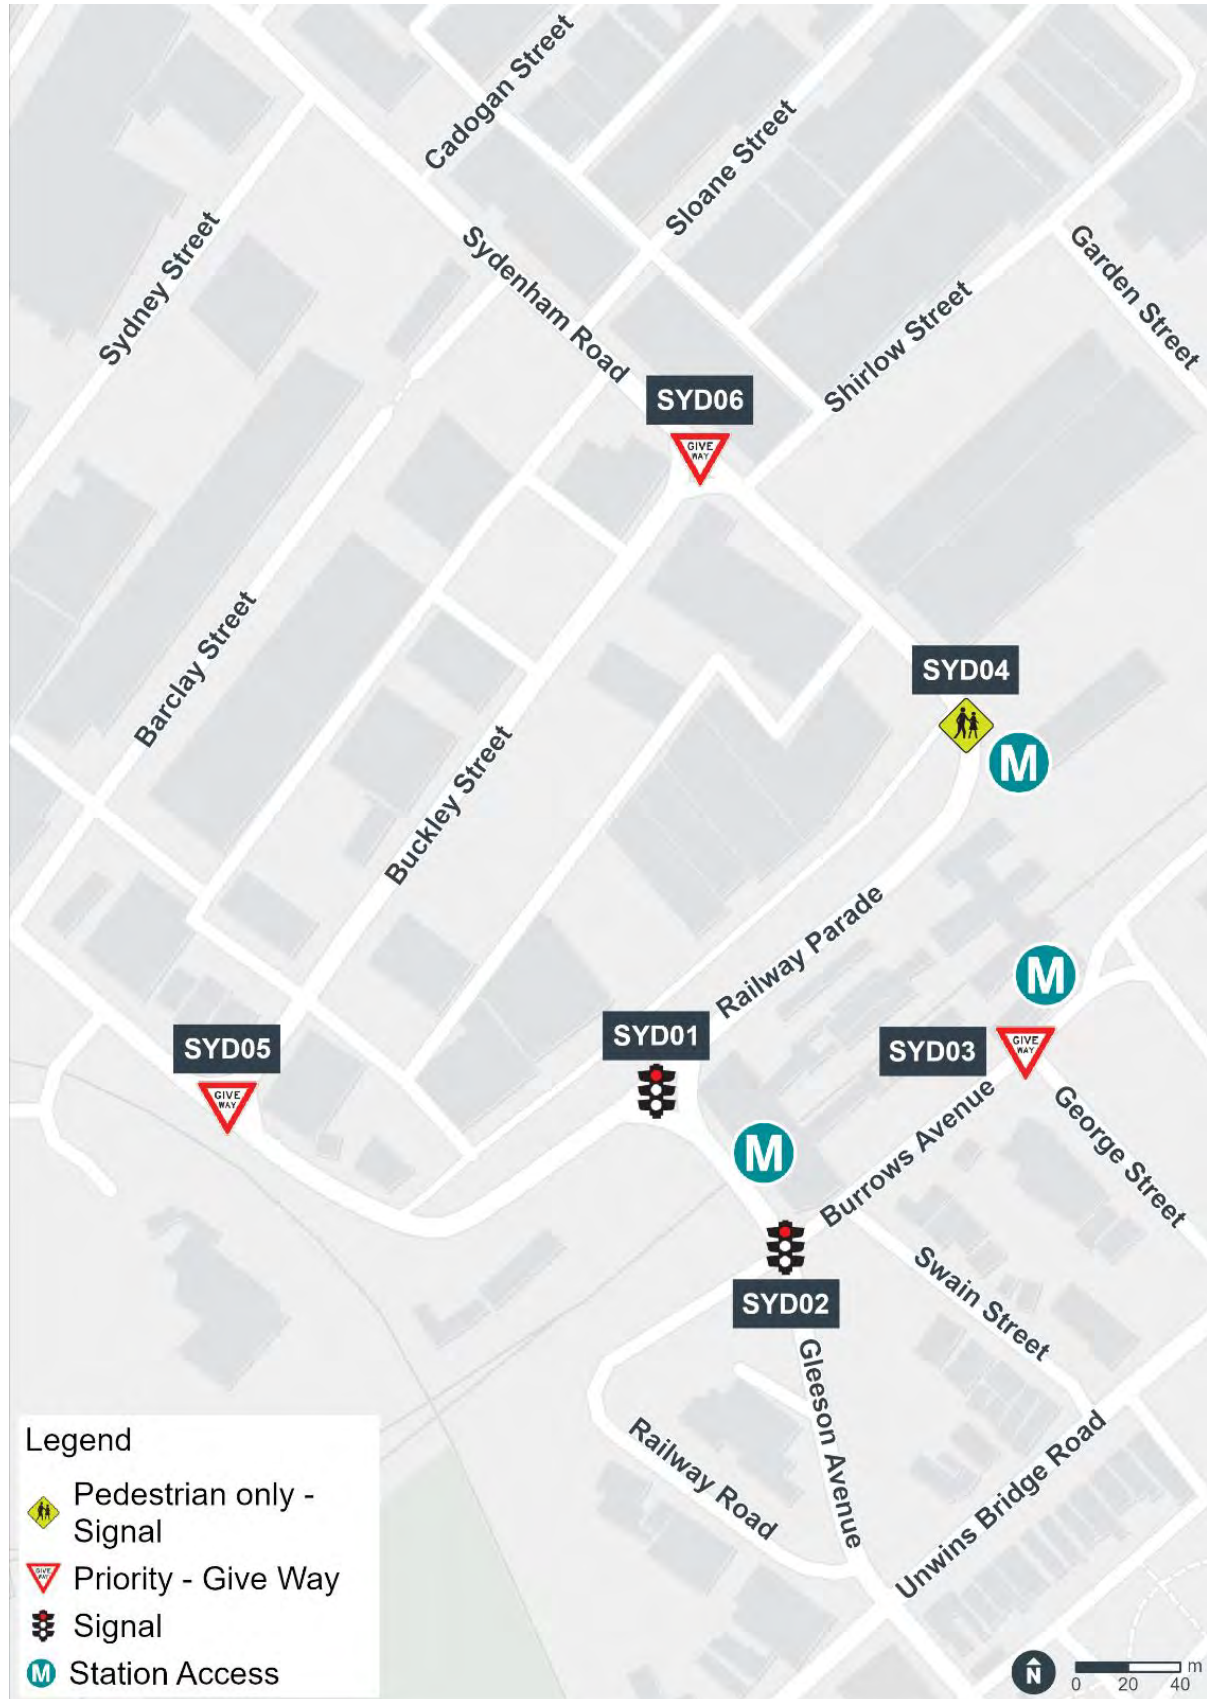 Cadogan Street
Sloane Street
Sydney Street
Sydenham Road
Garden Street
Shirlow Street
SYD06
GIVE
WAY
Barclay Street
SYD04
Buckley Street
M
Railway Parade
M
SYD05
SYD01
SYD03
GIVE
WAY
GIVE
WAY
M
Burrows Avenue
George Street
Swain Street
SYD02
Gleeson Avenue
Railway Road
Unwins Bridge Road
Legend
Pedestrian only -
Signal
GIVE
WAY
Priority - Give Way
Signal
M Station Access
N
m
0 20 40